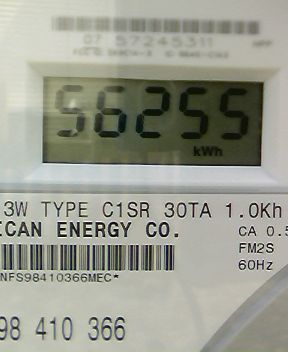 07 57245311
56255
kWh
3W TYPE C1SR 30TA 1.0Kh
ICAN ENERGY CO.
CA 0.5
FM2S
60Hz
NFS98410366MEC*
98 410 366